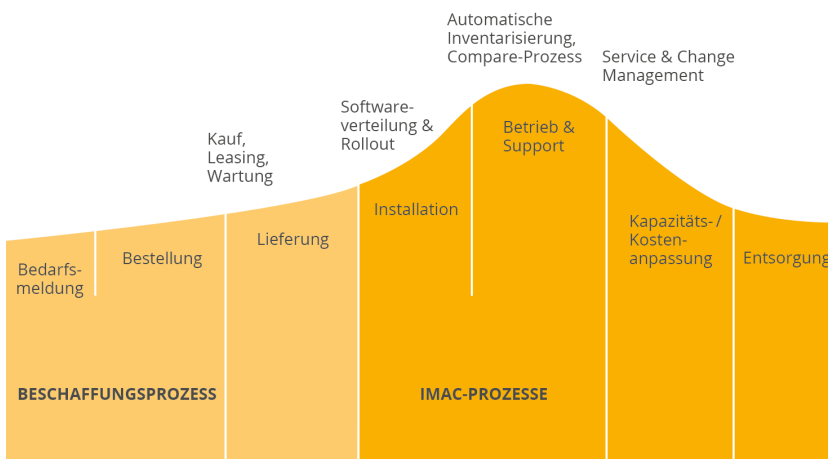 Automatische
Inventarisierung,
Compare-Prozess
Service & Change
Management
Software-
verteilung &
Rollout
Kauf,
Leasing,
Wartung
Betrieb &
Support
Installation
Kapazitäts- /
Kosten-
anpassung
Lieferung
Bestellung
Bedarfs-
meldung
Entsorgung
BESCHAFFUNGSPROZESS
IMAC-PROZESSE